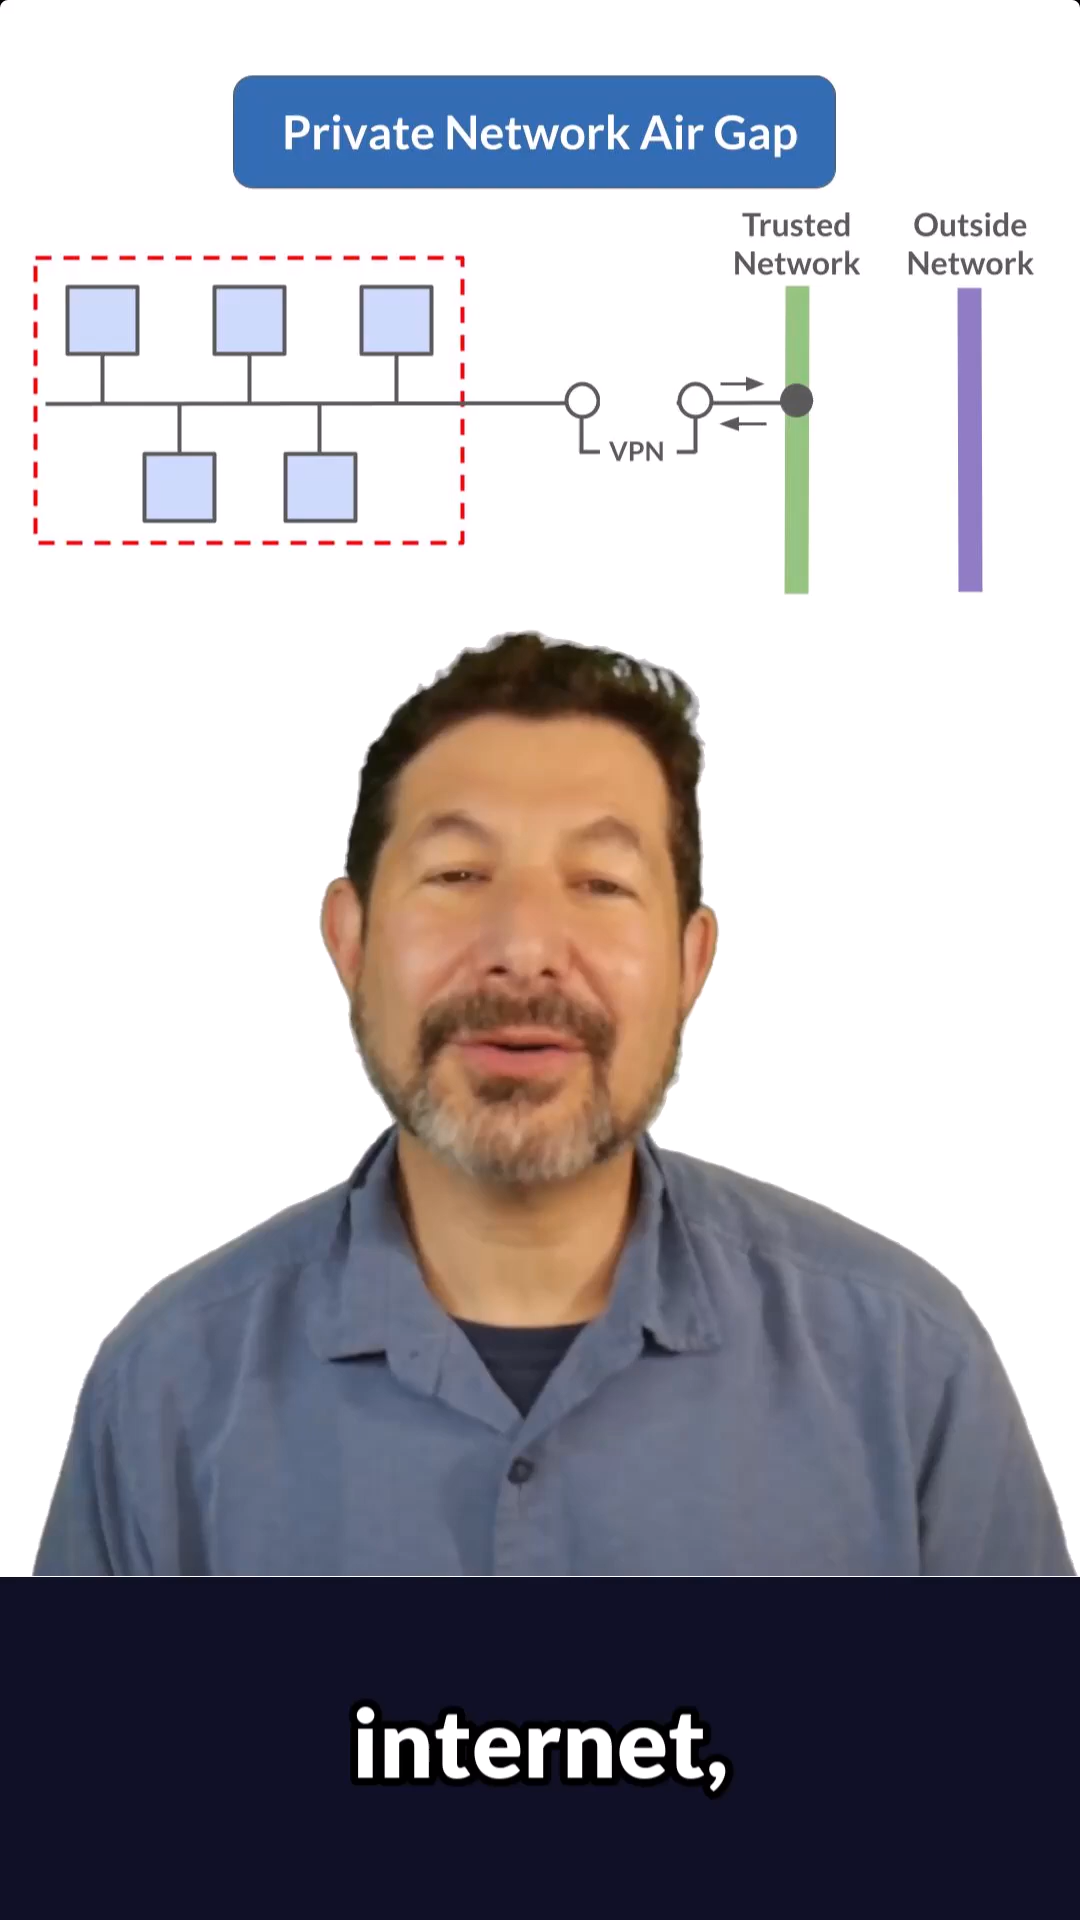 Private Network Air Gap
Trusted
Network
Outside
Network
VPN
internet,